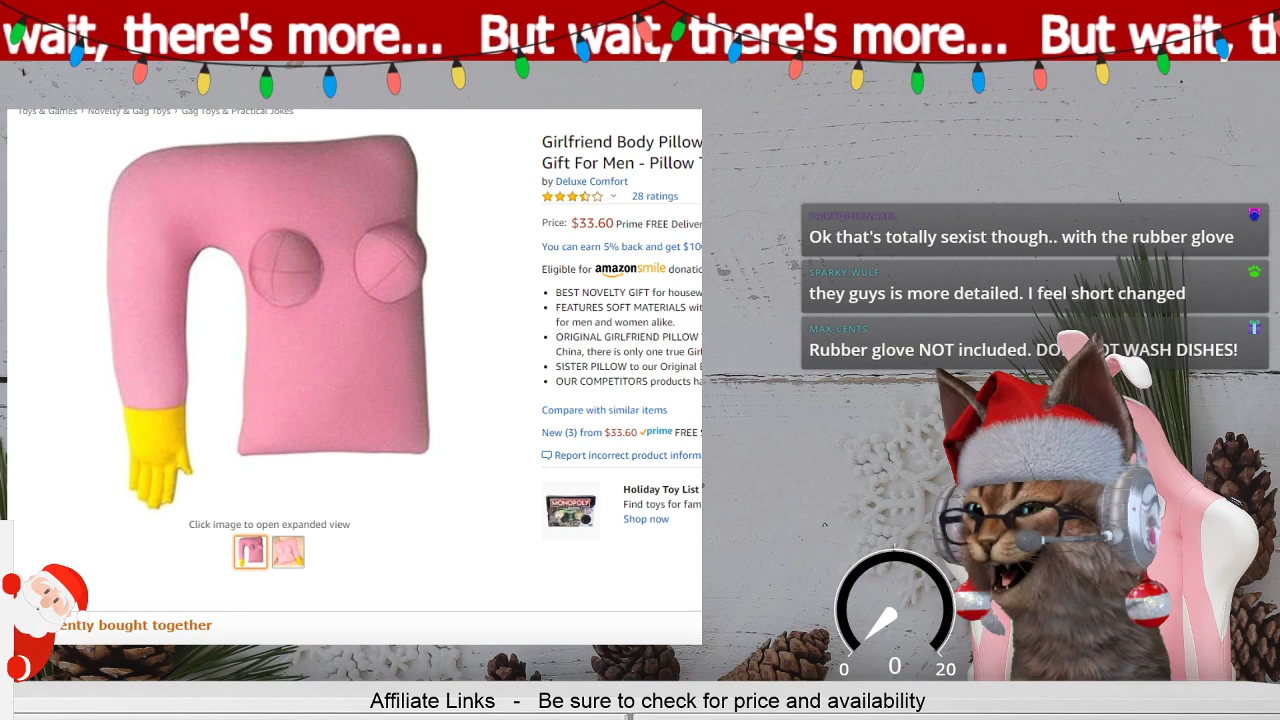 wait, there's more... But wait, there's more... But wait, th
Toys & Games › Novelty & Gag Toys › Gag Toys & Practical Jokes
Girlfriend Body Pillow
Gift For Men - Pillow
by Deluxe Comfort
28 ratings
Price: $33.60 Prime FREE Deliver
You can earn 5% back and get $10
Eligible for amazonsmile donatio
• BEST NOVELTY GIFT for housew
• FEATURES SOFT MATERIALS wit
for men and women alike.
• ORIGINAL GIRLFRIEND PILLOW
China, there is only one true Girl
• SISTER PILLOW to our Original
• OUR COMPETITORS products ha
Compare with similar items
New (3) from $33.60 prime FREE
Report incorrect product inform
Holiday Toy List
Find toys for fam
Shop now
MONOPOLY
Click image to open expanded view
ently bought together
Ok that's totally sexist though.. with the rubber glove
SPARKY_WULF
they guys is more detailed. I feel short changed
MAX_CENTS
Rubber glove NOT included. DO OT WASH DISHES!
0 0 20
Affiliate Links - Be sure to check for price and availability